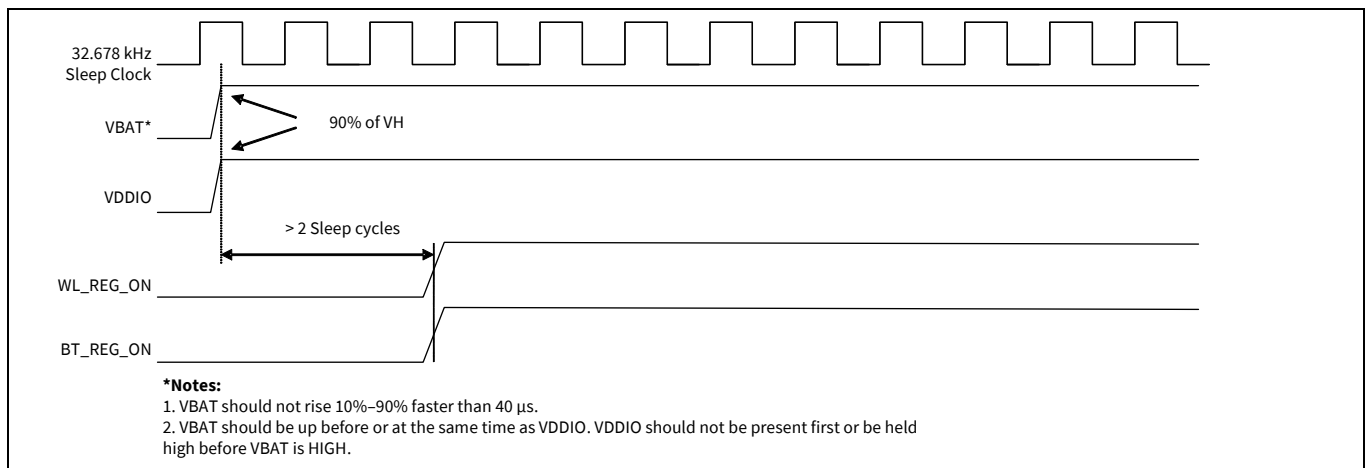 32.678 kHz
Sleep Clock
VBAT*
90% of VH
VDDIO
> 2 Sleep cycles
WL_REG_ON
BT_REG_ON
*Notes:
1. VBAT should not rise 10%–90% faster than 40 µs.
2. VBAT should be up before or at the same time as VDDIO. VDDIO should not be present first or be held
high before VBAT is HIGH.